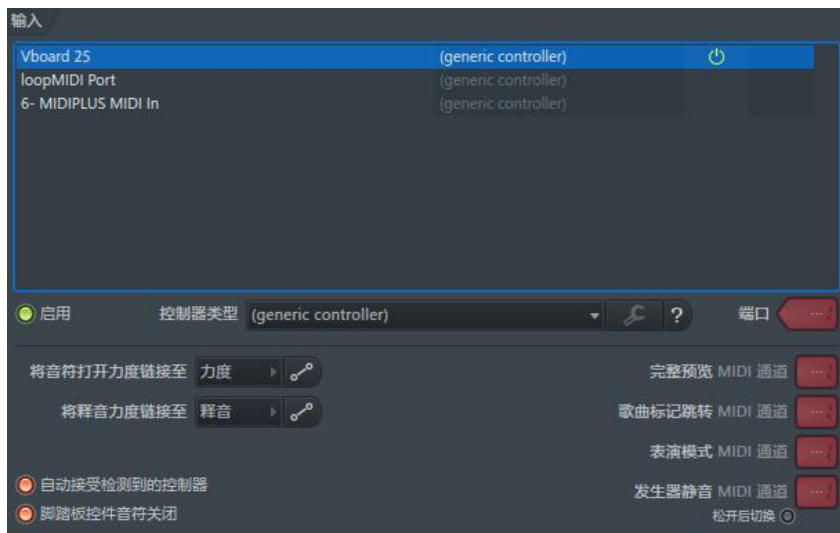 输入
Vboard 25 (generic controller)
loopMIDI Port (generic controller)
6- MIDIPLUS MIDI In (generic controller)
启用 控制器类型 (generic controller) ? 端口 ---
将音符打开力度链接至 力度 完整预览 MIDI 通道 ---
将释音力度链接至 释音 歌曲标记跳转 MIDI 通道 ---
表演模式 MIDI 通道 ---
自动接受检测到的控制器 发生器静音 MIDI 通道 ---
脚踏板控件音符关闭 松开后切换